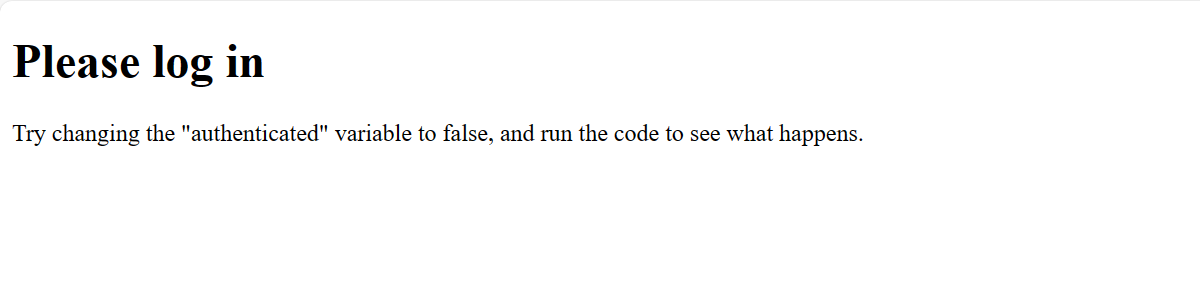 Please log in
Try changing the "authenticated" variable to false, and run the code to see what happens.